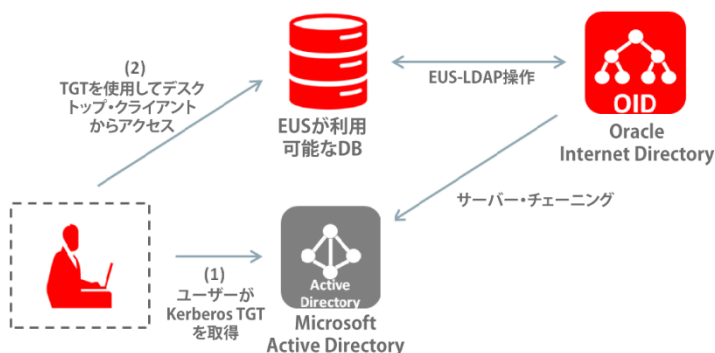 (2)
TGTを使用してデスク
トップ・クライアント
からアクセス
EUSが利用
可能なDB
EUS-LDAP操作
OID
Oracle
Internet Directory
サーバー・チェーニング
(1)
ユーザーが
Kerberos TGT
を取得
Active
Directory
Microsoft
Active Directory